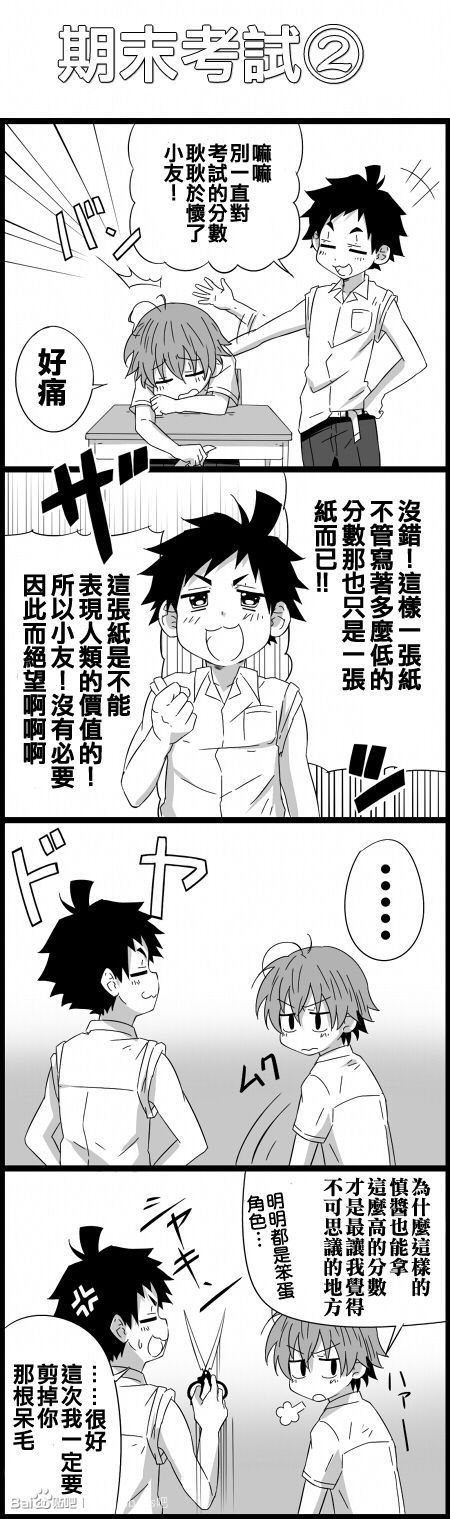 期末考試②
嘛嘛
別一直對
考試的分數
耿耿於懷了
小友！
バンッ
好痛
沒錯！這樣一張紙
不管寫著多麼低的
分數那也只是一張
紙而已!!
ザッ
這張紙是不能
表現人類的價值的！
所以小友！沒有必要
因此而絕望啊啊啊
ドヤッ
・・・・・
ムク
為什麼這樣的
慎醬也能拿
這麼高的分數
才是最讓我覺得
不可思議的地方
明明都是笨蛋
角色…
ハァー
……很好
這次我一定要
剪掉你
那根呆毛
Bai 贴吧